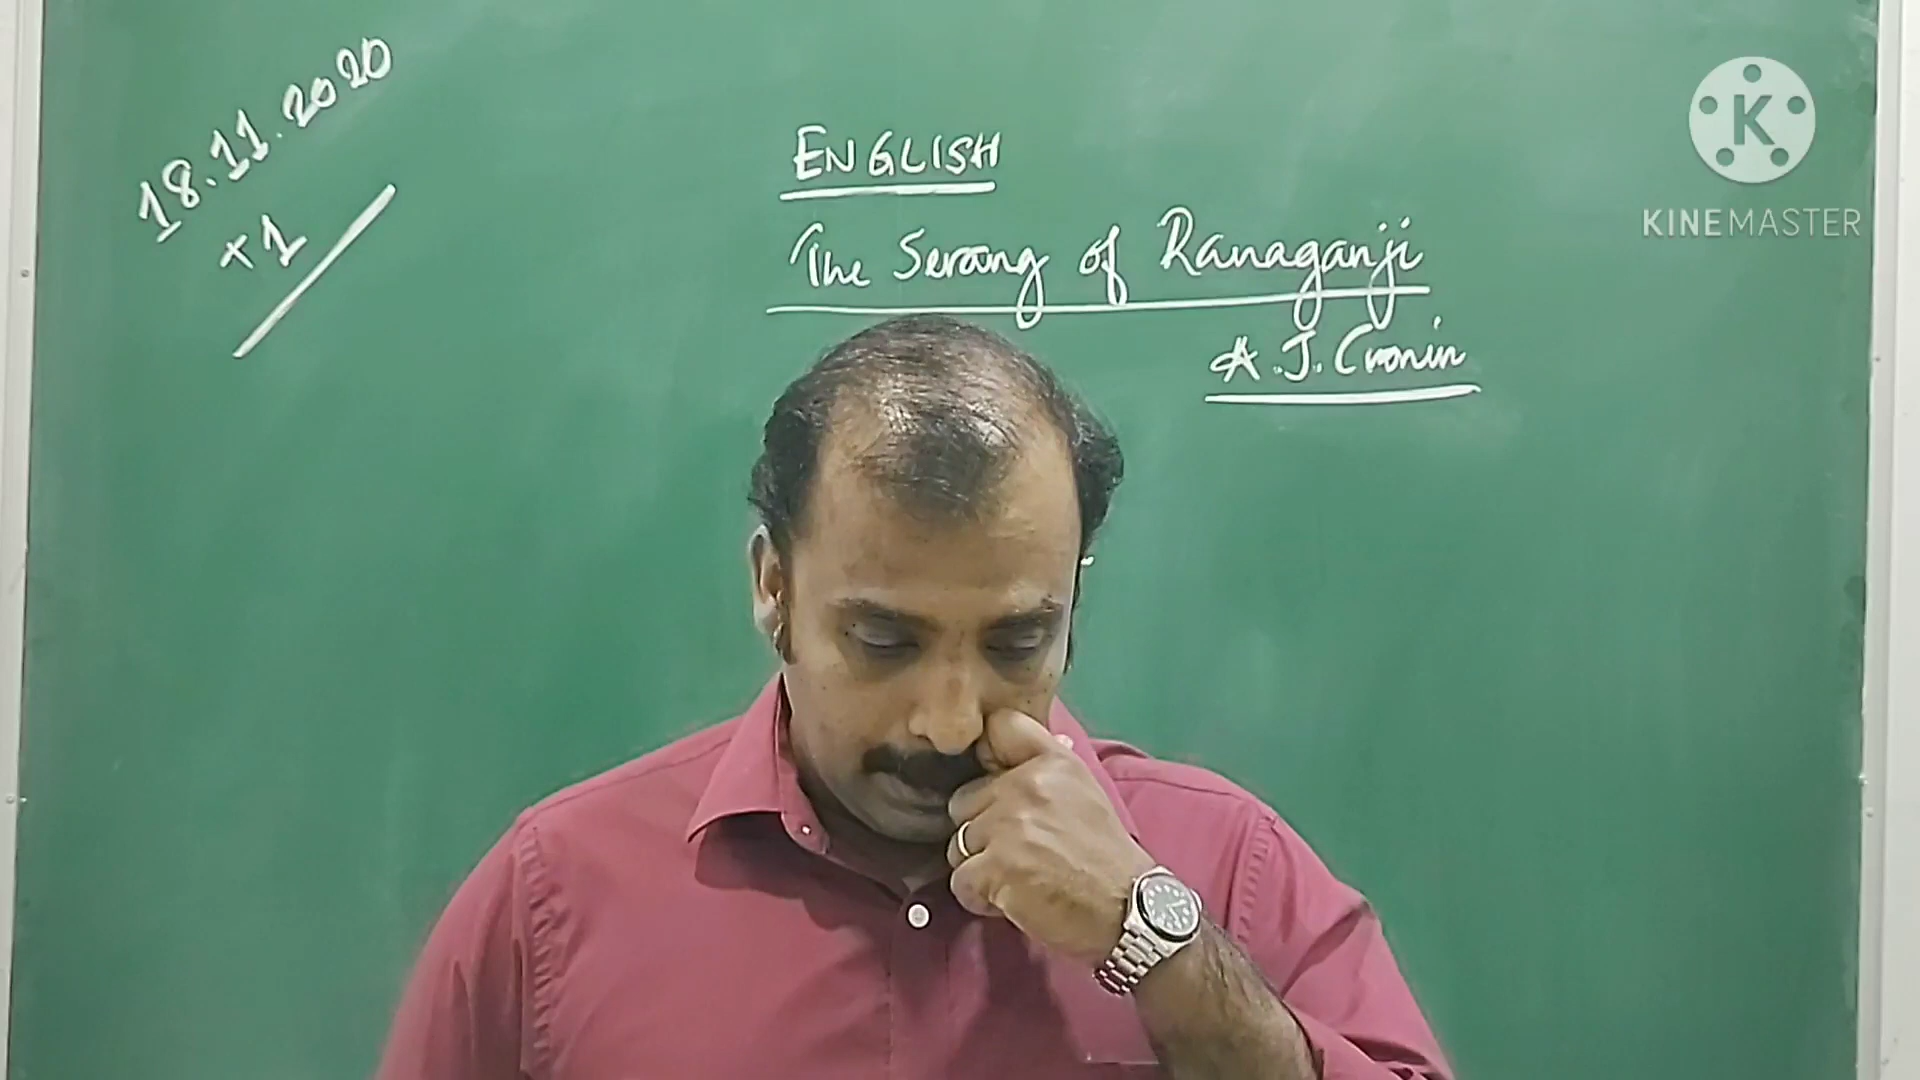 18.11.2020
+1
ENGLISH
The Serang of Ranaganji
A.J. Cronin
K
KINEMASTER